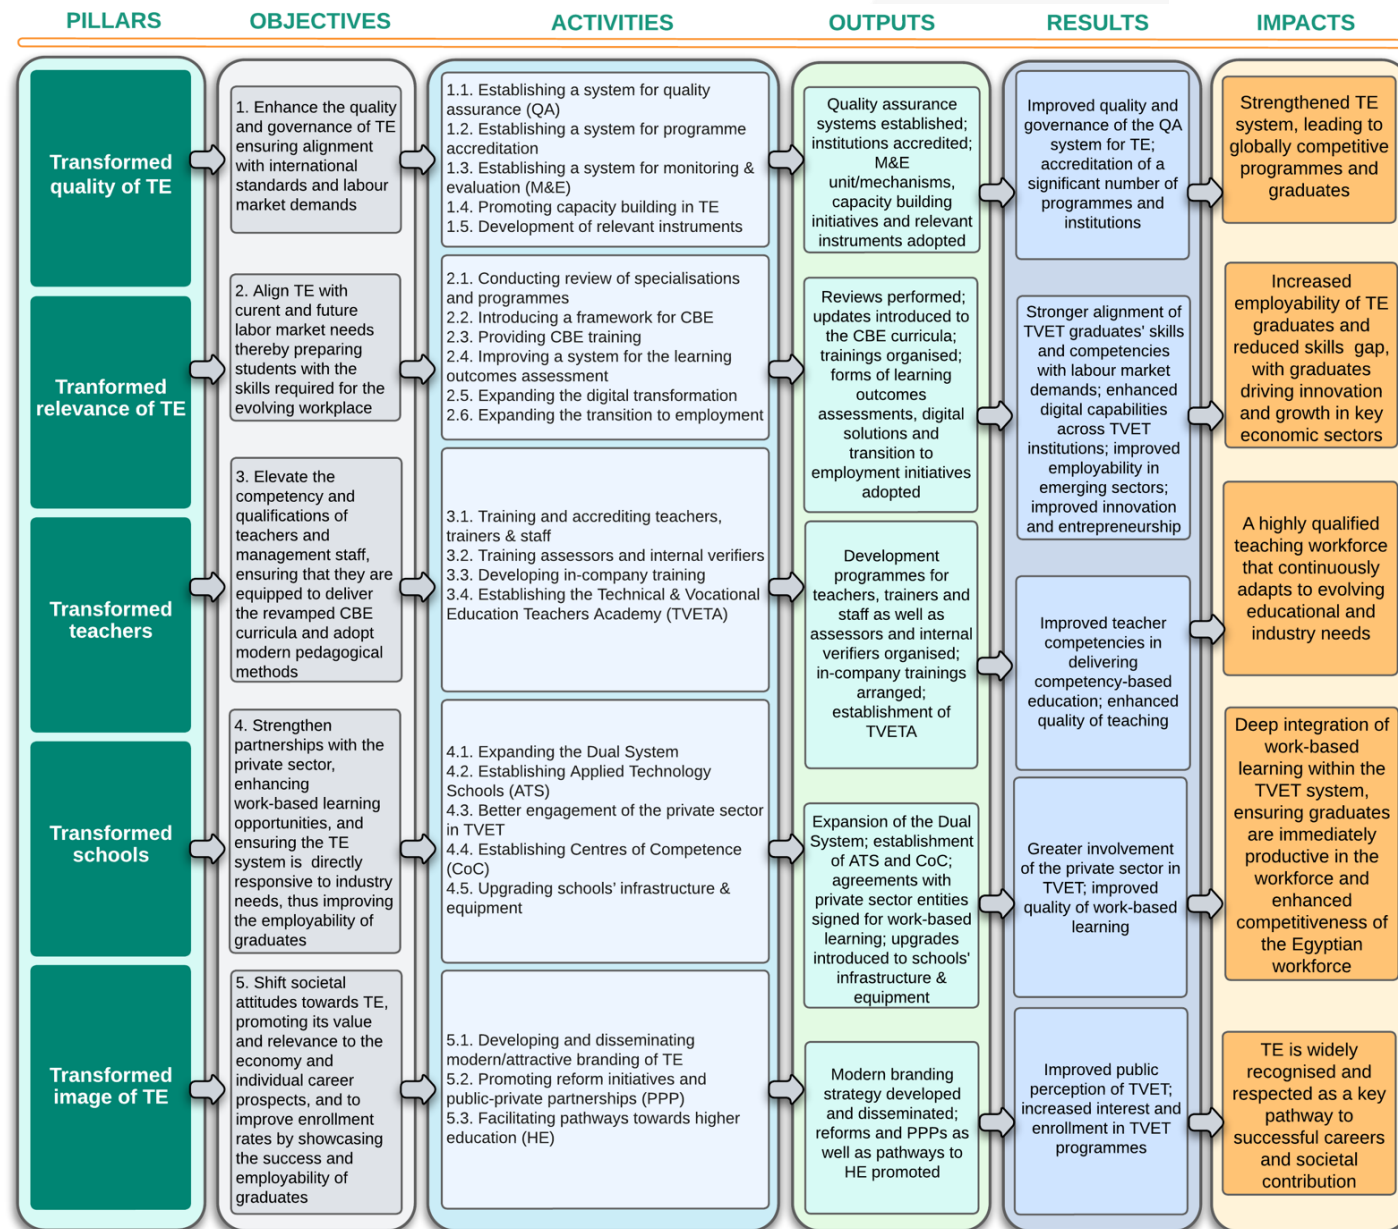 PILLARS
OBJECTIVES
ACTIVITIES
OUTPUTS
RESULTS
IMPACTS
Transformed
quality of TE
1. Enhance the quality
and governance of TE
ensuring alignment
with international
standards and labour
market demands
1.1. Establishing a system for quality
assurance (QA)
1.2. Establishing a system for programme
accreditation
1.3. Establishing a system for monitoring &
evaluation (M&E)
1.4. Promoting capacity building in TE
1.5. Development of relevant instruments
Quality assurance
systems established;
institutions accredited;
M&E
unit/mechanisms,
capacity building
initiatives and relevant
instruments adopted
Improved quality and
governance of the QA
system for TE;
accreditation of a
significant number of
programmes and
institutions
Strengthened TE
system, leading to
globally competitive
programmes and
graduates
Tranformed
relevance of TE
2. Align TE with
curent and future
labor market needs
thereby preparing
students with the
skills required for the
evolving workplace
2.1. Conducting review of specialisations
and programmes
2.2. Introducing a framework for CBE
2.3. Providing CBE training
2.4. Improving a system for the learning
outcomes assessment
2.5. Expanding the digital transformation
2.6. Expanding the transition to employment
Reviews performed;
updates introduced to
the CBE curricula;
trainings organised;
forms of learning
outcomes
assessments, digital
solutions and
transition to
employment initiatives
adopted
Stronger alignment of
TVET graduates' skills
and competencies
with labour market
demands; enhanced
digital capabilities
across TVET
institutions; improved
employability in
emerging sectors;
improved innovation
and entrepreneurship
Increased
employability of TE
graduates and
reduced skills gap,
with graduates
driving innovation
and growth in key
economic sectors
Transformed
teachers
3. Elevate the
competency and
qualifications of
teachers and
management staff,
ensuring that they are
equipped to deliver
the revamped CBE
curricula and adopt
modern pedagogical
methods
3.1. Training and accrediting teachers,
trainers & staff
3.2. Training assessors and internal verifiers
3.3. Developing in-company training
3.4. Establishing the Technical & Vocational
Education Teachers Academy (TVETA)
Development
programmes for
teachers, trainers and
staff as well as
assessors and internal
verifiers organised;
in-company trainings
arranged;
establishment of
TVETA
Improved teacher
competencies in
delivering
competency-based
education; enhanced
quality of teaching
A highly qualified
teaching workforce
that continuously
adapts to evolving
educational and
industry needs
Transformed
schools
4. Strengthen
partnerships with the
private sector,
enhancing
work-based learning
opportunities, and
ensuring the TE
system is directly
responsive to industry
needs, thus improving
the employability of
graduates
4.1. Expanding the Dual System
4.2. Establishing Applied Technology
Schools (ATS)
4.3. Better engagement of the private sector
in TVET
4.4. Establishing Centres of Competence
(CoC)
4.5. Upgrading schools' infrastructure &
equipment
Expansion of the Dual
System; establishment
of ATS and CoC;
agreements with
private sector entities
signed for work-based
learning; upgrades
introduced to schools'
infrastructure &
equipment
Greater involvement
of the private sector in
TVET; improved
quality of work-based
learning
Deep integration of
work-based
learning within the
TVET system,
ensuring graduates
are immediately
productive in the
workforce and
enhanced
competitiveness of
the Egyptian
workforce
Transformed
image of TE
5. Shift societal
attitudes towards TE,
promoting its value
and relevance to the
economy and
individual career
prospects, and to
improve enrollment
rates by showcasing
the success and
employability of
graduates
5.1. Developing and disseminating
modern/attractive branding of TE
5.2. Promoting reform initiatives and
public-private partnerships (PPP)
5.3. Facilitating pathways towards higher
education (HE)
Modern branding
strategy developed
and disseminated;
reforms and PPPs as
well as pathways to
HE promoted
Improved public
perception of TVET;
increased interest and
enrollment in TVET
programmes
TE is widely
recognised and
respected as a key
pathway to
successful careers
and societal
contribution